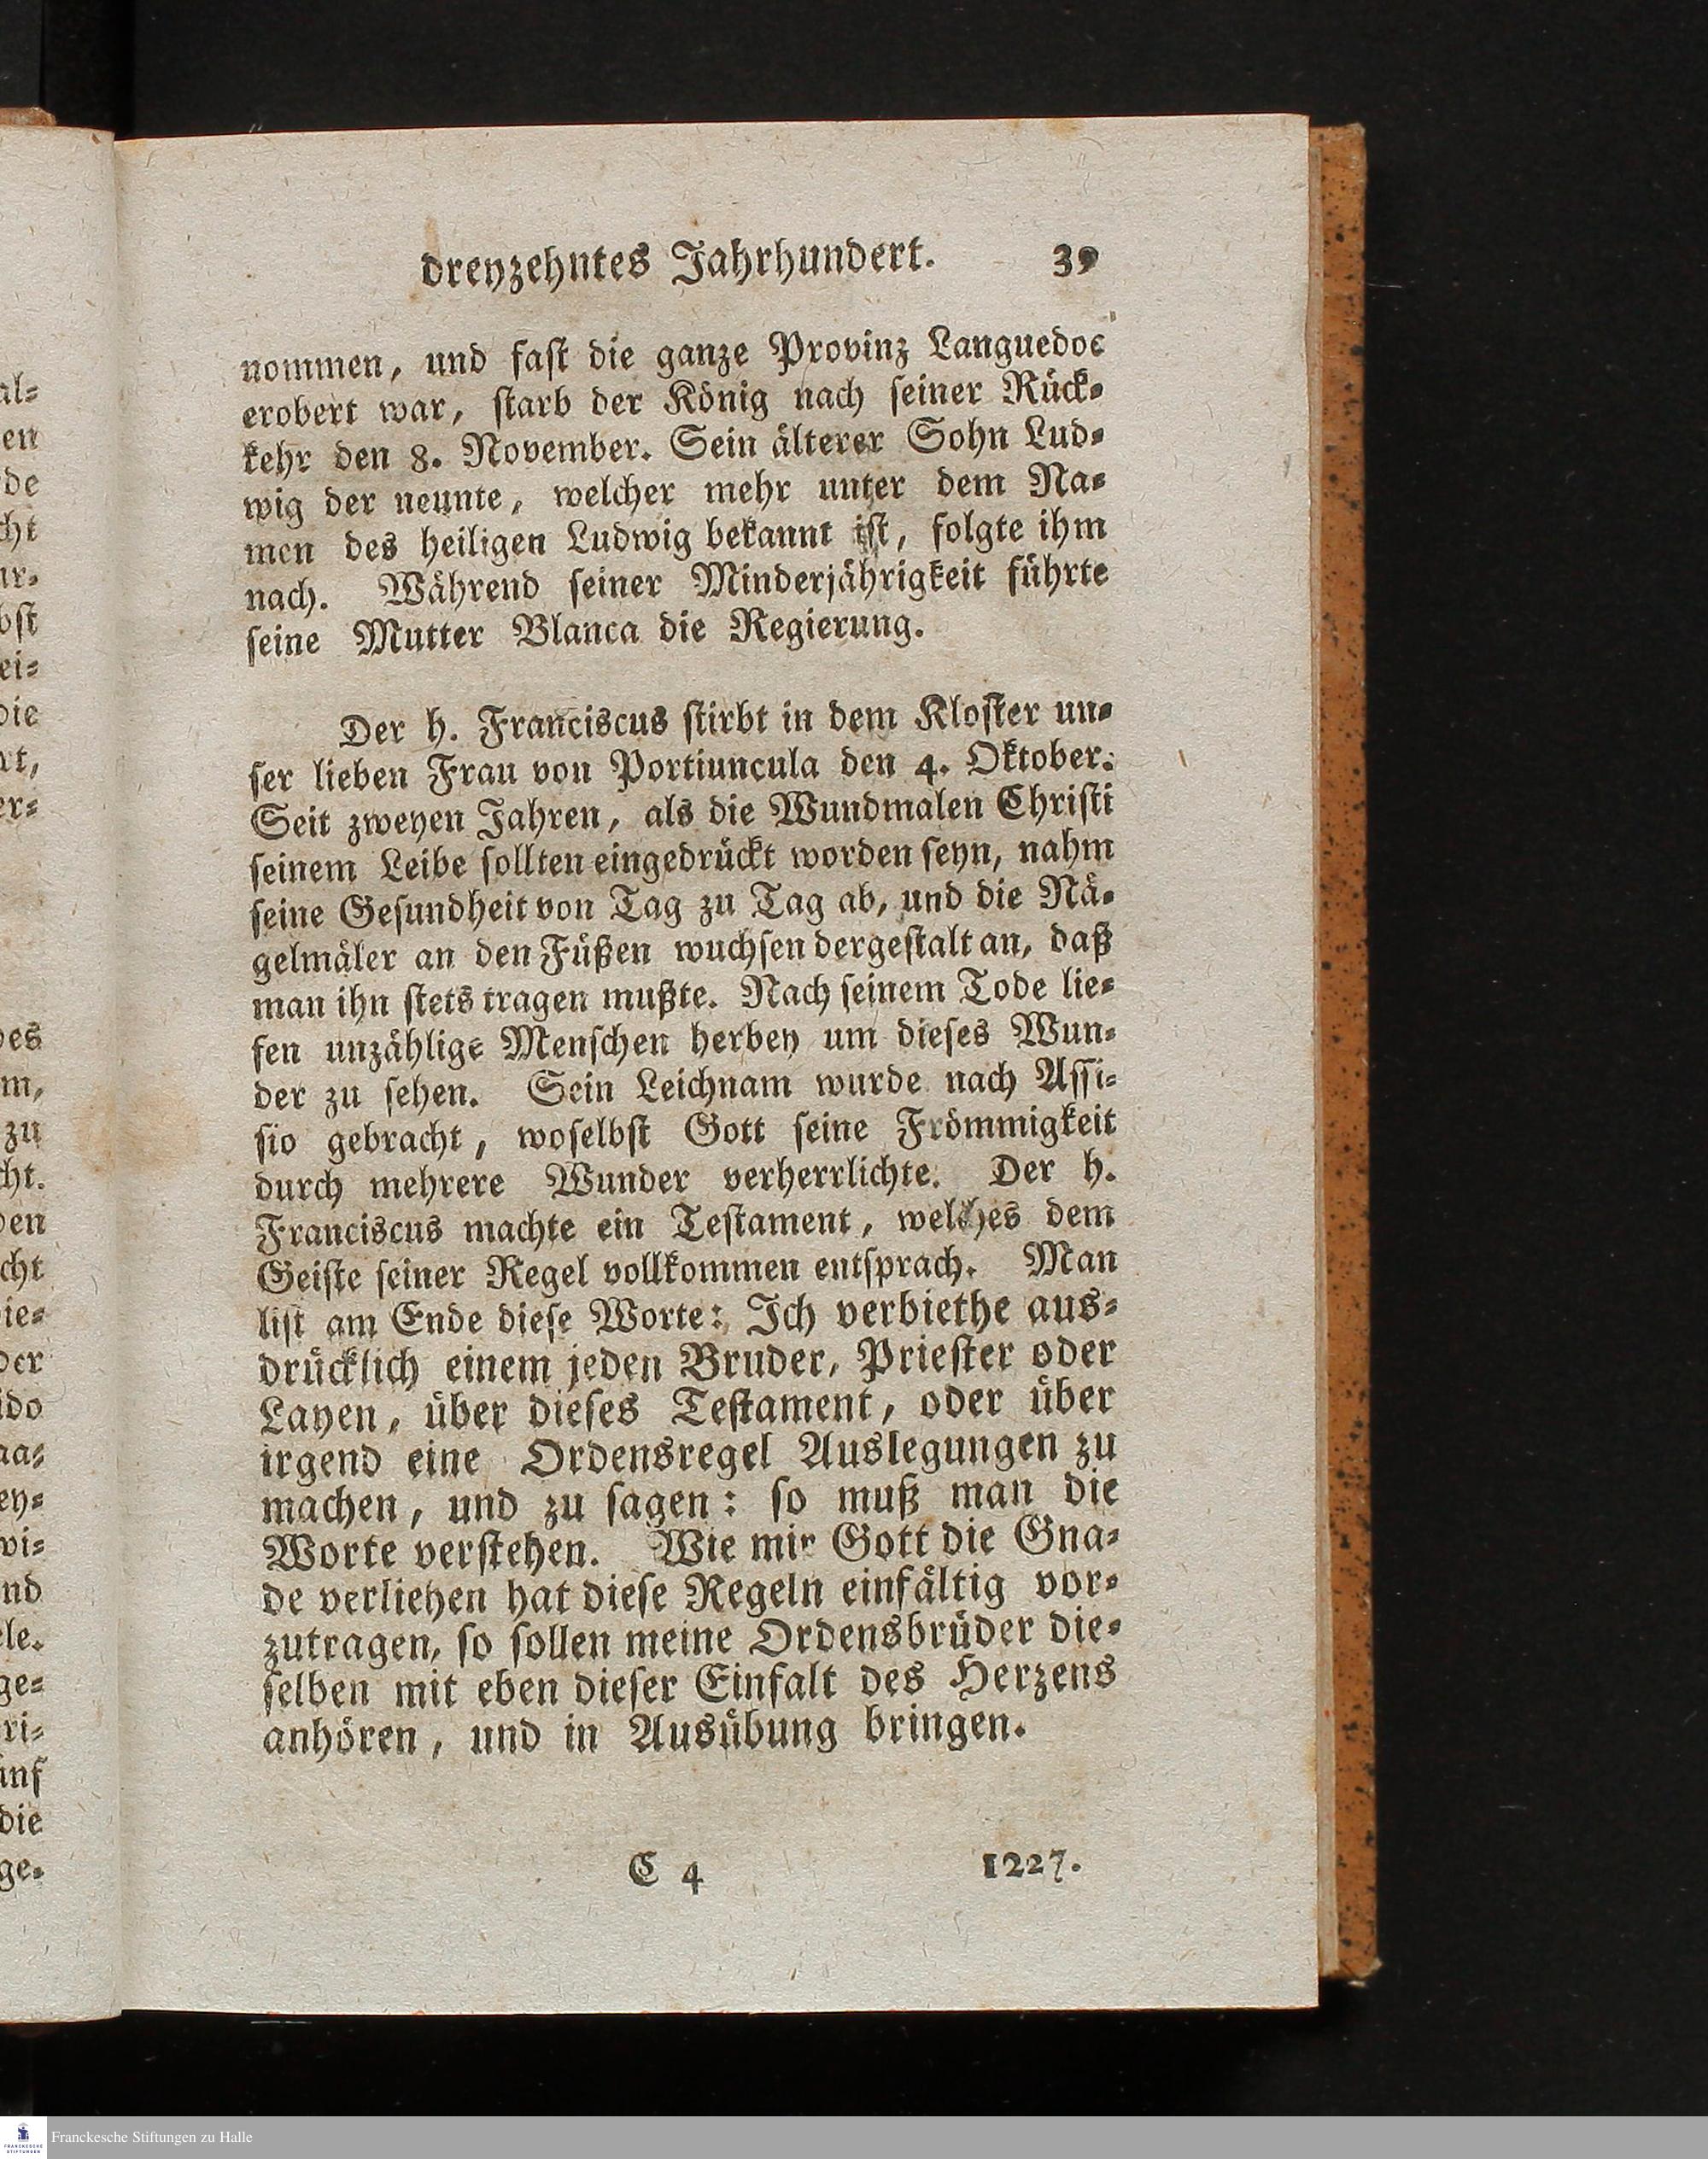 dreyzehntes Jahrhundert. 39
nommen, und fast die ganze Provinz Languedoc
erobert war, starb der König nach seiner Rück-
kehr den 8. November. Sein älterer Sohn Lud-
wig der neunte, welcher mehr unter dem Na-
men des heiligen Ludwig bekannt ist, folgte ihm
nach. Während seiner Minderjährigkeit führte
seine Mutter Blanca die Regierung.
Der h. Franciscus stirbt in dem Kloster un-
ser lieben Frau von Portiuncula den 4. Oktober.
Seit zweyen Jahren, als die Wundmalen Christi
seinem Leibe sollten eingedrückt worden seyn, nahm
seine Gesundheit von Tag zu Tag ab, und die Nä-
gelmäler an den Füßen wuchsen dergestalt an, daß
man ihn stets tragen mußte. Nach seinem Tode lie-
fen unzählige Menschen herbey um dieses Wun-
der zu sehen. Sein Leichnam wurde nach Assi-
sio gebracht, woselbst Gott seine Frömmigkeit
durch mehrere Wunder verherrlichte. Der h.
Franciscus machte ein Testament, welches dem
Geiste seiner Regel vollkommen entsprach. Man
list am Ende diese Worte: Ich verbiethe aus-
drücklich einem jeden Bruder, Priester oder
Layen, über dieses Testament, oder über
irgend eine Ordensregel Auslegungen zu
machen, und zu sagen: so muß man die
Worte verstehen. Wie mir Gott die Gna-
de verliehen hat diese Regeln einfältig vor-
zutragen, so sollen meine Ordensbrüder die-
selben mit eben dieser Einfalt des Herzens
anhören, und in Ausübung bringen.
C 4 1227.
Franckesche Stiftungen zu Halle